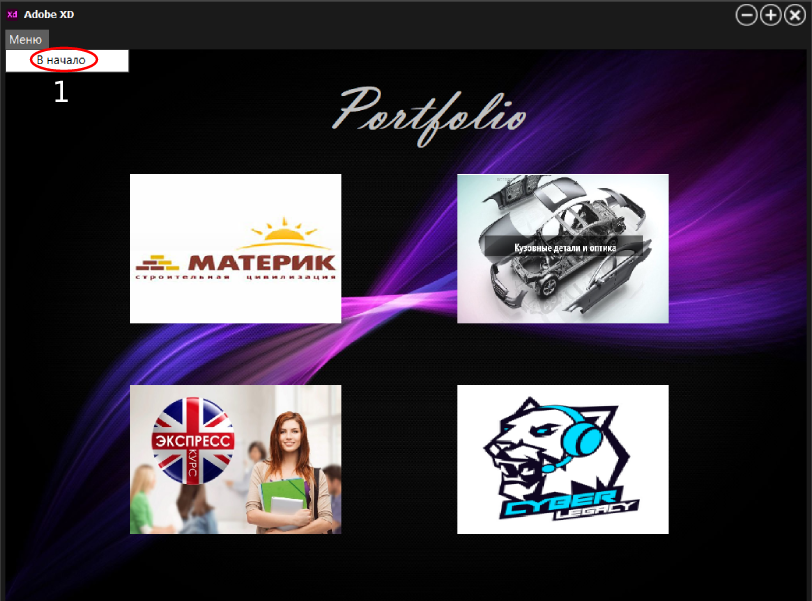 Xd Adobe XD
Меню
В начало
1
Portfolio
МАТЕРИК
строительная цивилизация
Кузовные детали и оптика
ЭКСПРЕСС
КУРС
CYBER
LEGACY